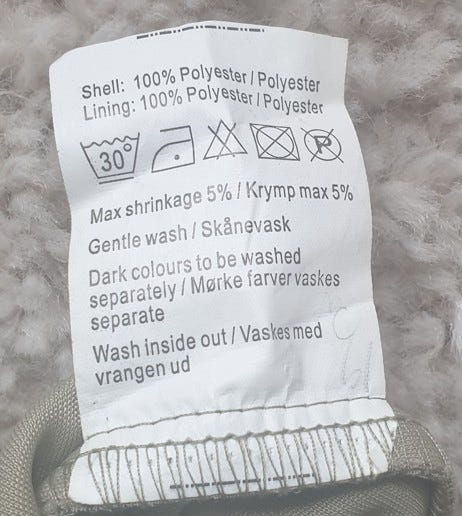 Shell: 100% Polyester / Polyester
Lining: 100% Polyester / Polyester
30° P
Max shrinkage 5% / Krymp max 5%
Gentle wash / Skånevask
Dark colours to be washed
separately / Mørke farver vaskes
separate
Wash inside out / Vaskes med
vrangen ud